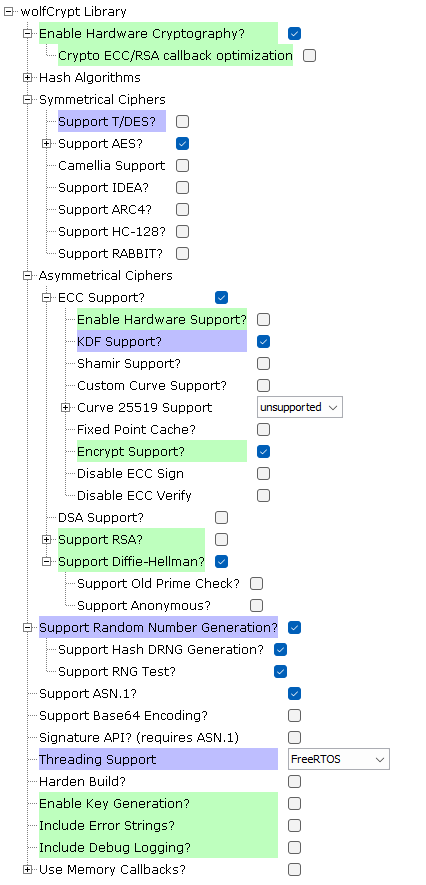 wolfCrypt Library
Enable Hardware Cryptography?
Crypto ECC/RSA callback optimization
Hash Algorithms
Symmetrical Ciphers
Support T/DES?
Support AES?
Camellia Support
Support IDEA?
Support ARC4?
Support HC-128?
Support RABBIT?
Asymmetrical Ciphers
ECC Support?
Enable Hardware Support?
KDF Support?
Shamir Support?
Custom Curve Support?
Curve 25519 Support unsupported
Fixed Point Cache?
Encrypt Support?
Disable ECC Sign
Disable ECC Verify
DSA Support?
Support RSA?
Support Diffie-Hellman?
Support Old Prime Check?
Support Anonymous?
Support Random Number Generation?
Support Hash DRNG Generation?
Support RNG Test?
Support ASN.1?
Support Base64 Encoding?
Signature API? (requires ASN.1)
Threading Support FreeRTOS
Harden Build?
Enable Key Generation?
Include Error Strings?
Include Debug Logging?
Use Memory Callbacks?